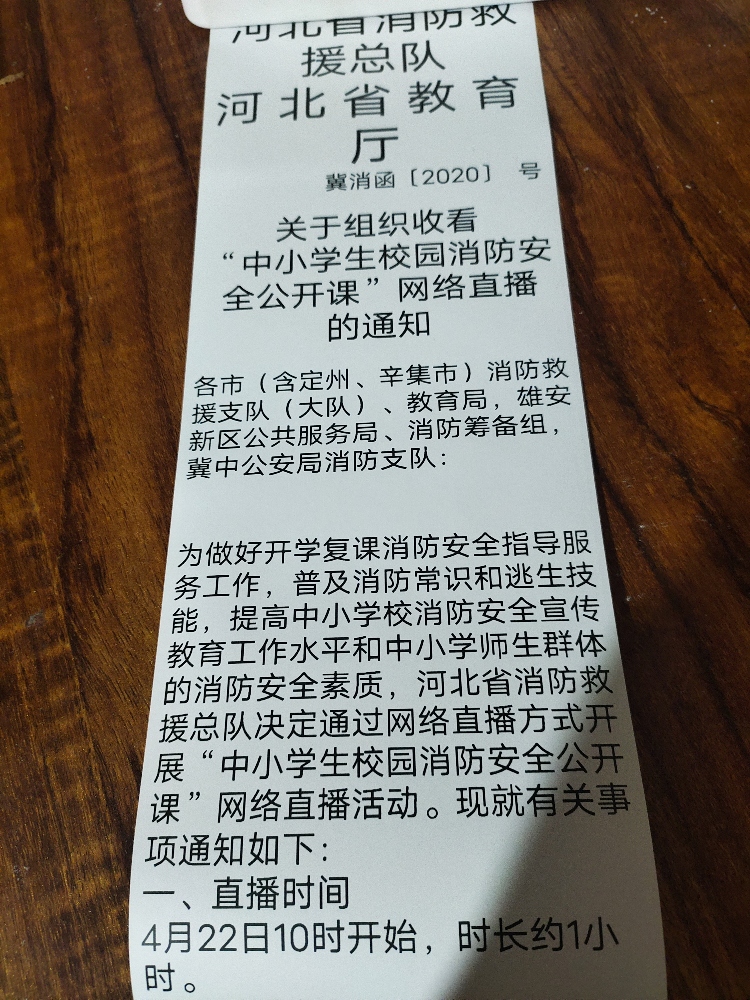 河北省消防救
援总队
河北省教育
厅
冀消函〔2020〕 号
关于组织收看
“中小学生校园消防安
全公开课”网络直播
的通知
各市（含定州、辛集市）消防救
援支队（大队）、教育局，雄安
新区公共服务局、消防筹备组，
冀中公安局消防支队：
为做好开学复课消防安全指导服
务工作，普及消防常识和逃生技
能，提高中小学校消防安全宣传
教育工作水平和中小学师生群体
的消防安全素质，河北省消防救
援总队决定通过网络直播方式开
展“中小学生校园消防安全公开
课”网络直播活动。现就有关事
项通知如下：
一、直播时间
4月22日10时开始，时长约1小
时。